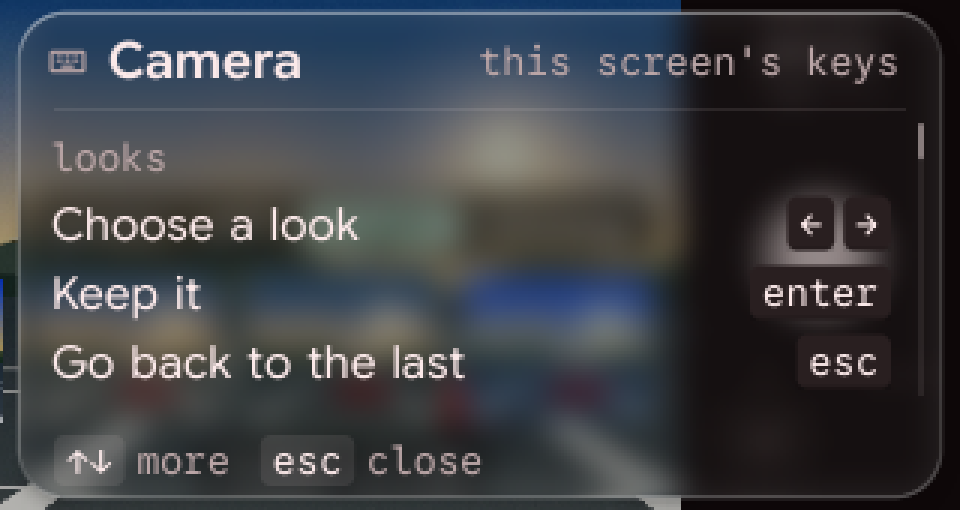 Camera this screen's keys
looks
Choose a look ← →
Keep it enter
Go back to the last esc
↑↓ more esc close